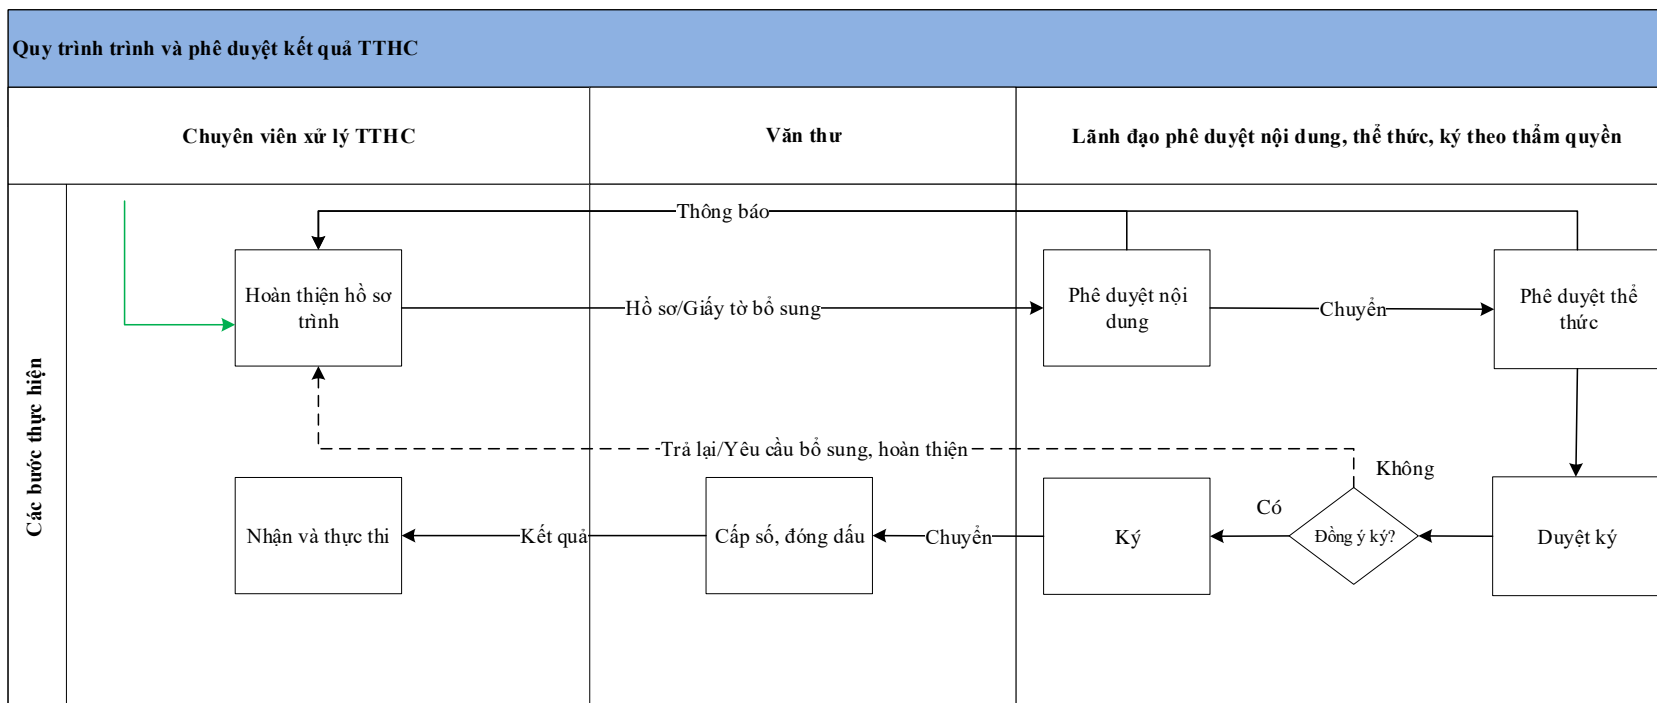 Quy trình trình và phê duyệt kết quả TTHC
Chuyên viên xử lý TTHC
Văn thư
Lãnh đạo phê duyệt nội dung, thể thức, ký theo thẩm quyền
Các bước thực hiện
Thông báo
Hoàn thiện hồ sơ
trình
Hồ sơ/Giấy tờ bổ sung
Phê duyệt nội
dung
Chuyển
Phê duyệt thể
thức
Trả lại/Yêu cầu bổ sung, hoàn thiện
Không
Có
Nhận và thực thi
Kết quả
Cấp số, đóng dấu
Chuyển
Ký
Đồng ý ký?
Duyệt ký